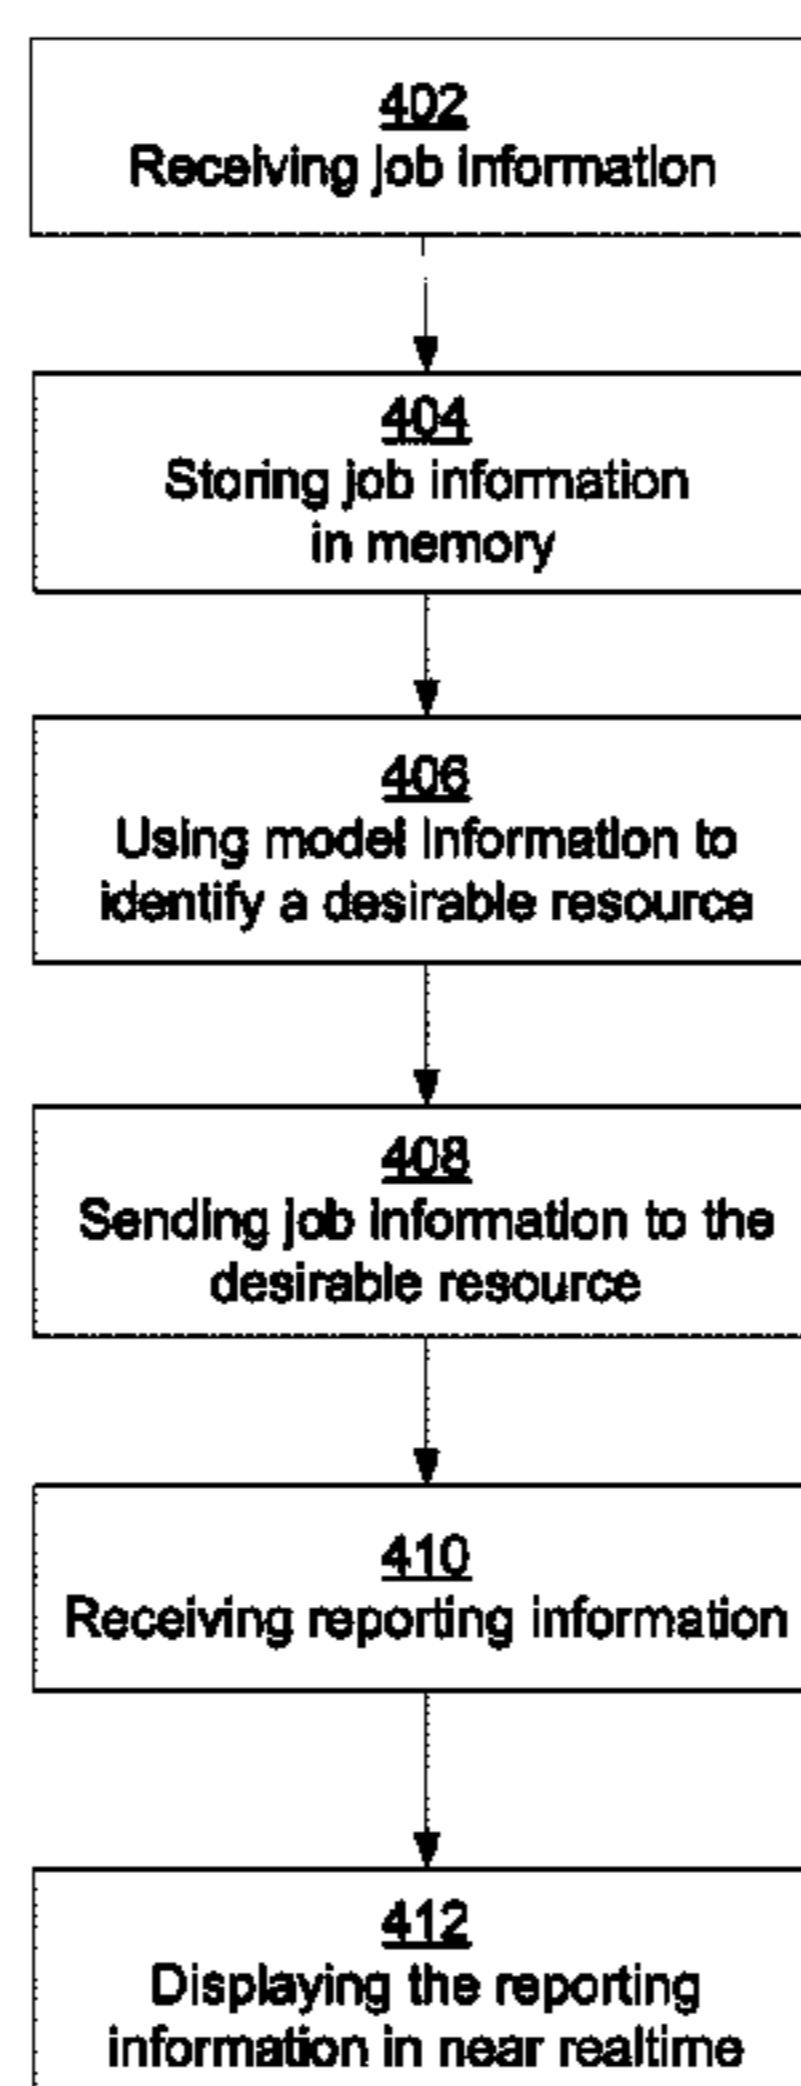 402
Receiving job information
404
Storing job information
in memory
406
Using model information to
identify a desirable resource
408
Sending job information to the
desirable resource
410
Receiving reporting information
412
Displaying the reporting
information in near realtime